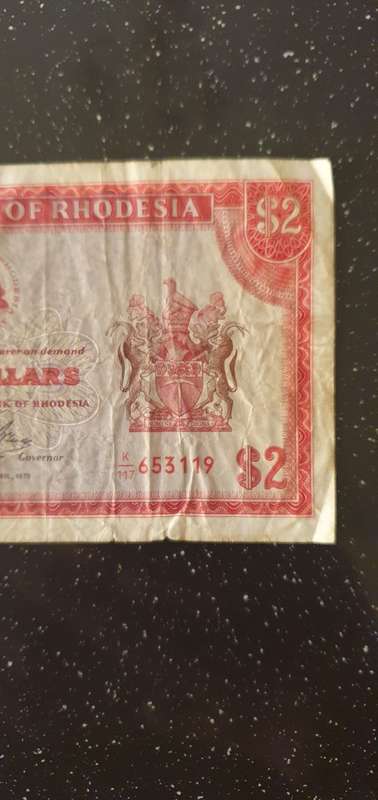 OF RHODESIA
$2
on demand
LLARS
K OF RHODESIA
Governor
K/117 653119
$2